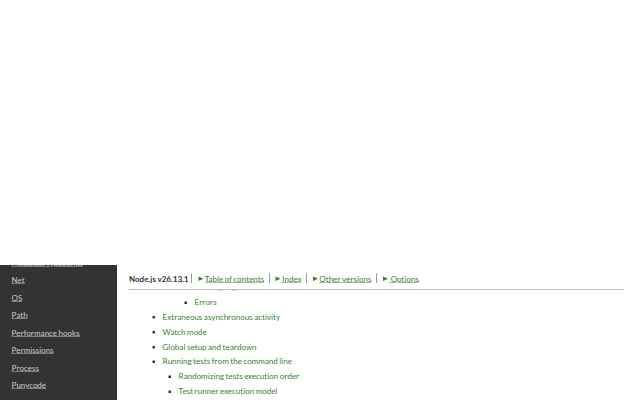 Net
OS
Path
Performance hooks
Permissions
Process
Punycode
Node.js v26.13.1 ► Table of contents ► Index ► Other versions ► Options
Errors
Extraneous asynchronous activity
Watch mode
Global setup and teardown
Running tests from the command line
Randomizing tests execution order
Test runner execution model